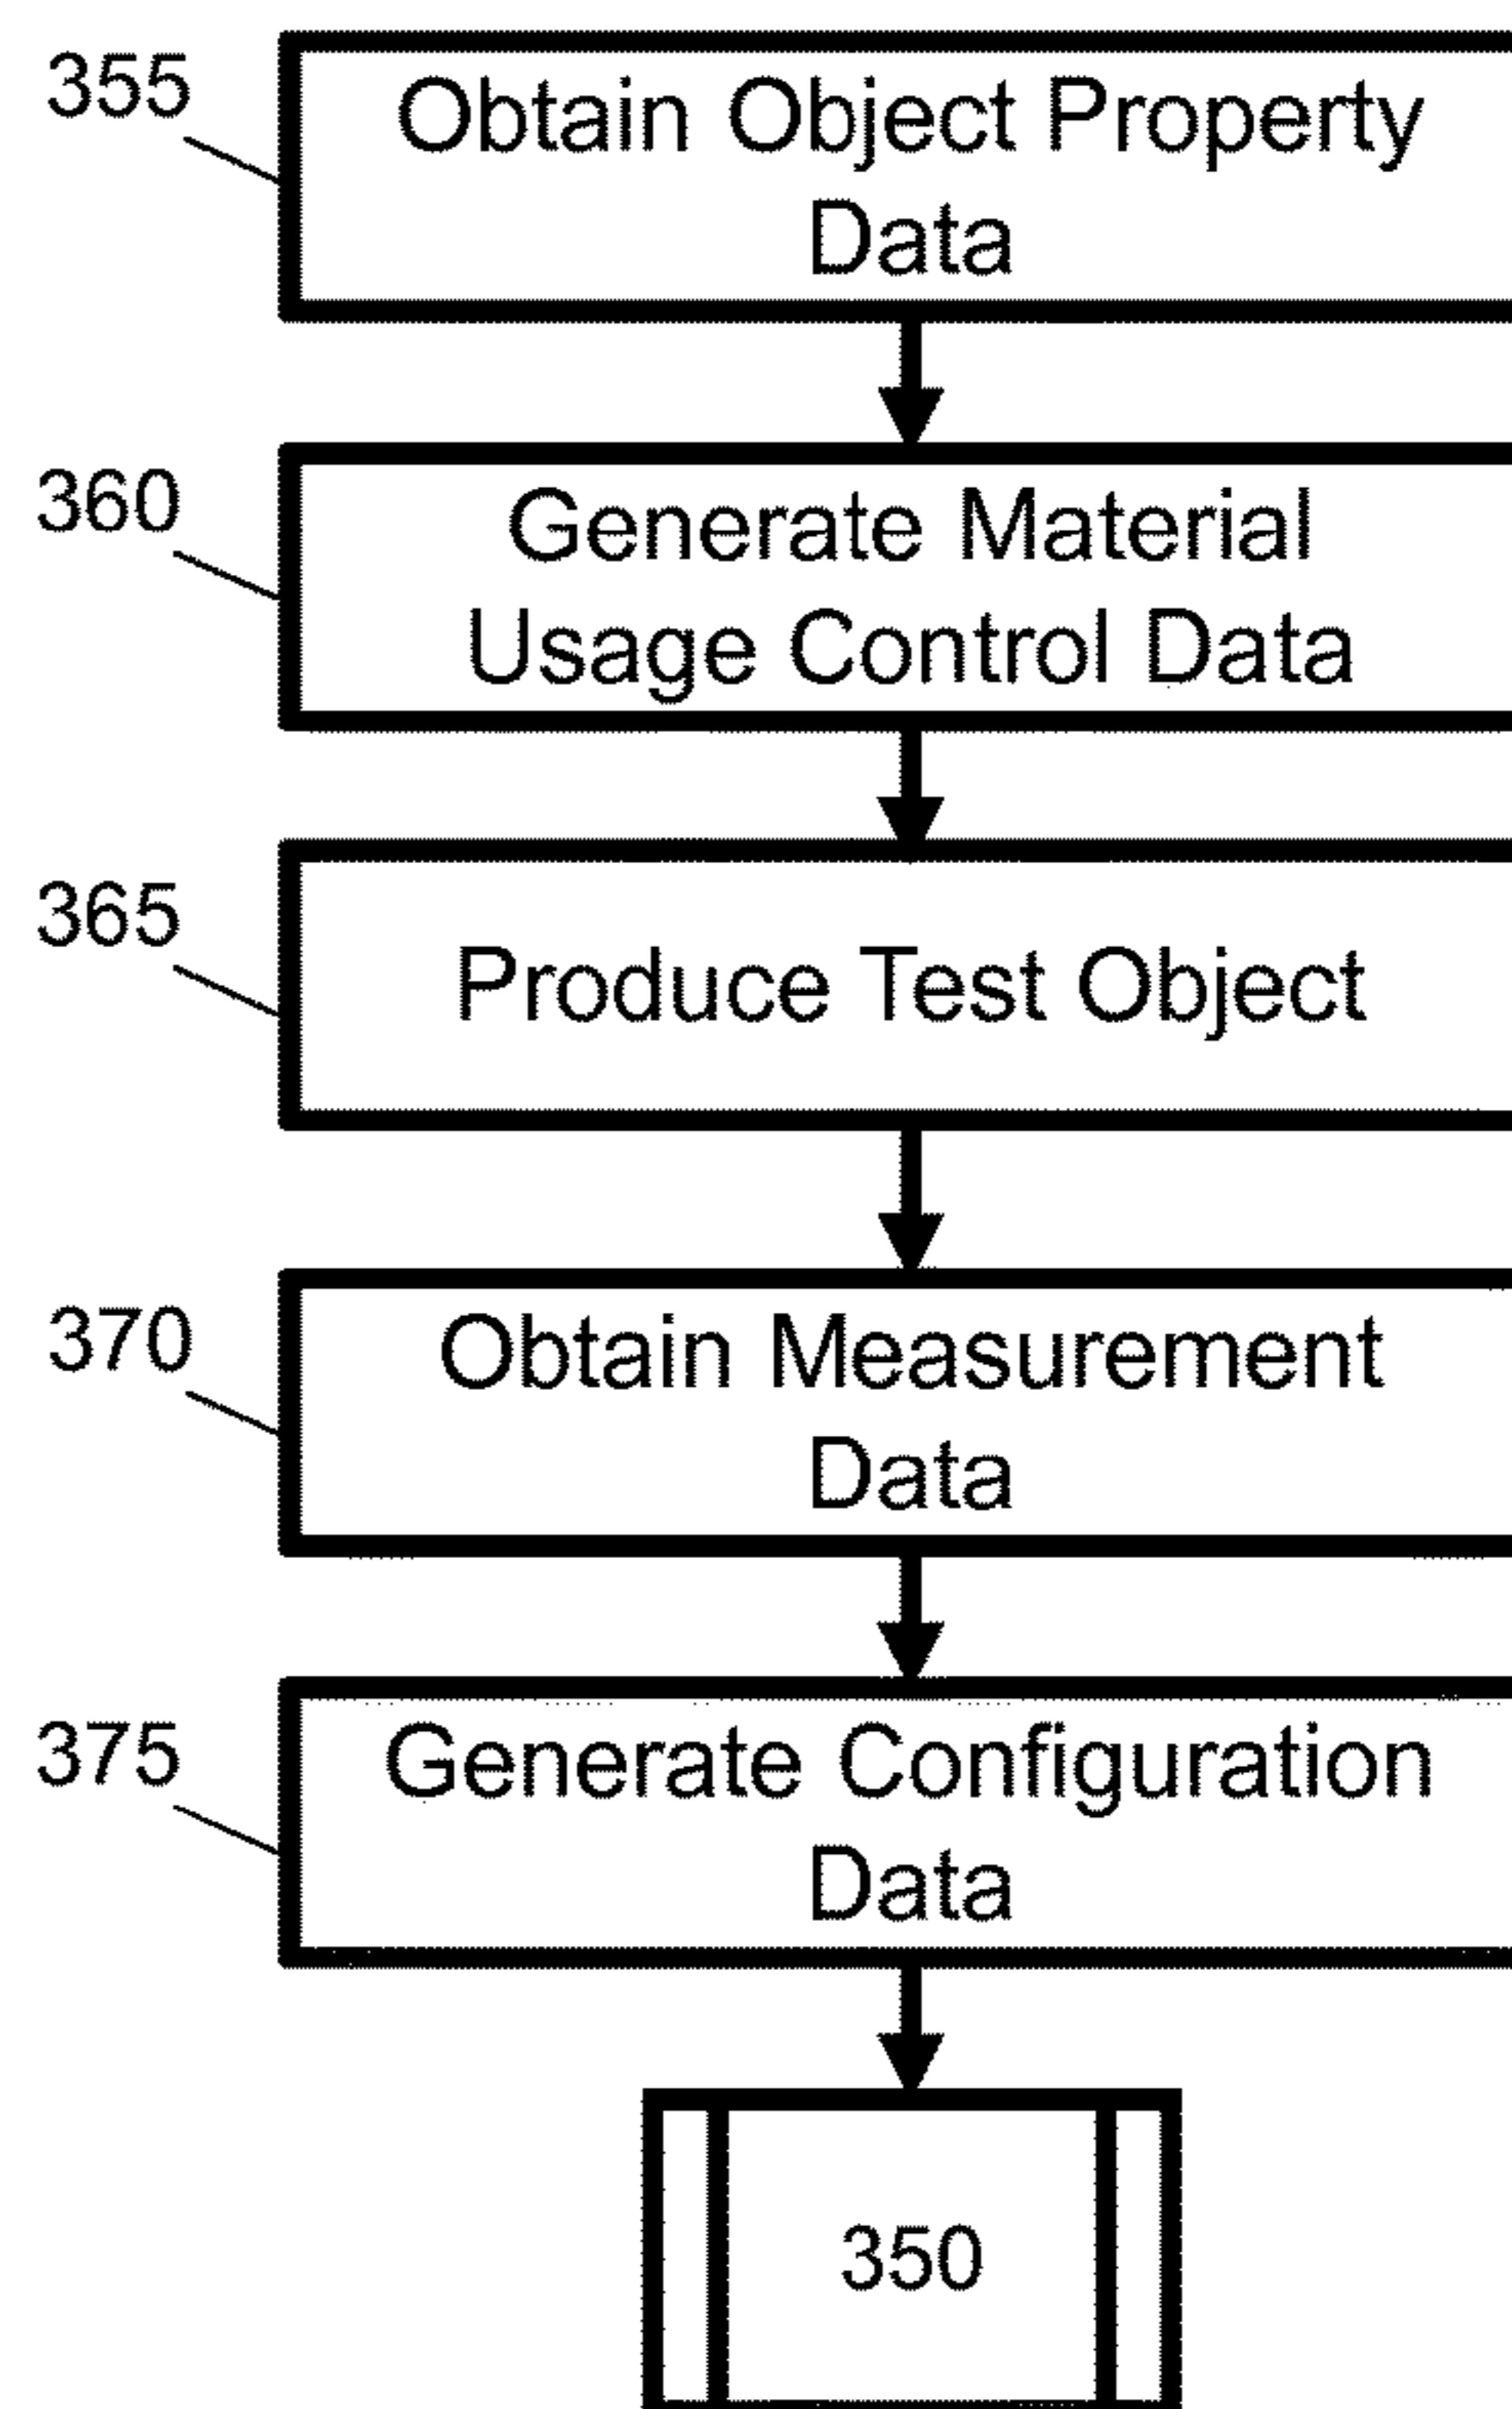 355
Obtain Object Property
Data
360
Generate Material
Usage Control Data
365
Produce Test Object
370
Obtain Measurement
Data
375
Generate Configuration
Data
350